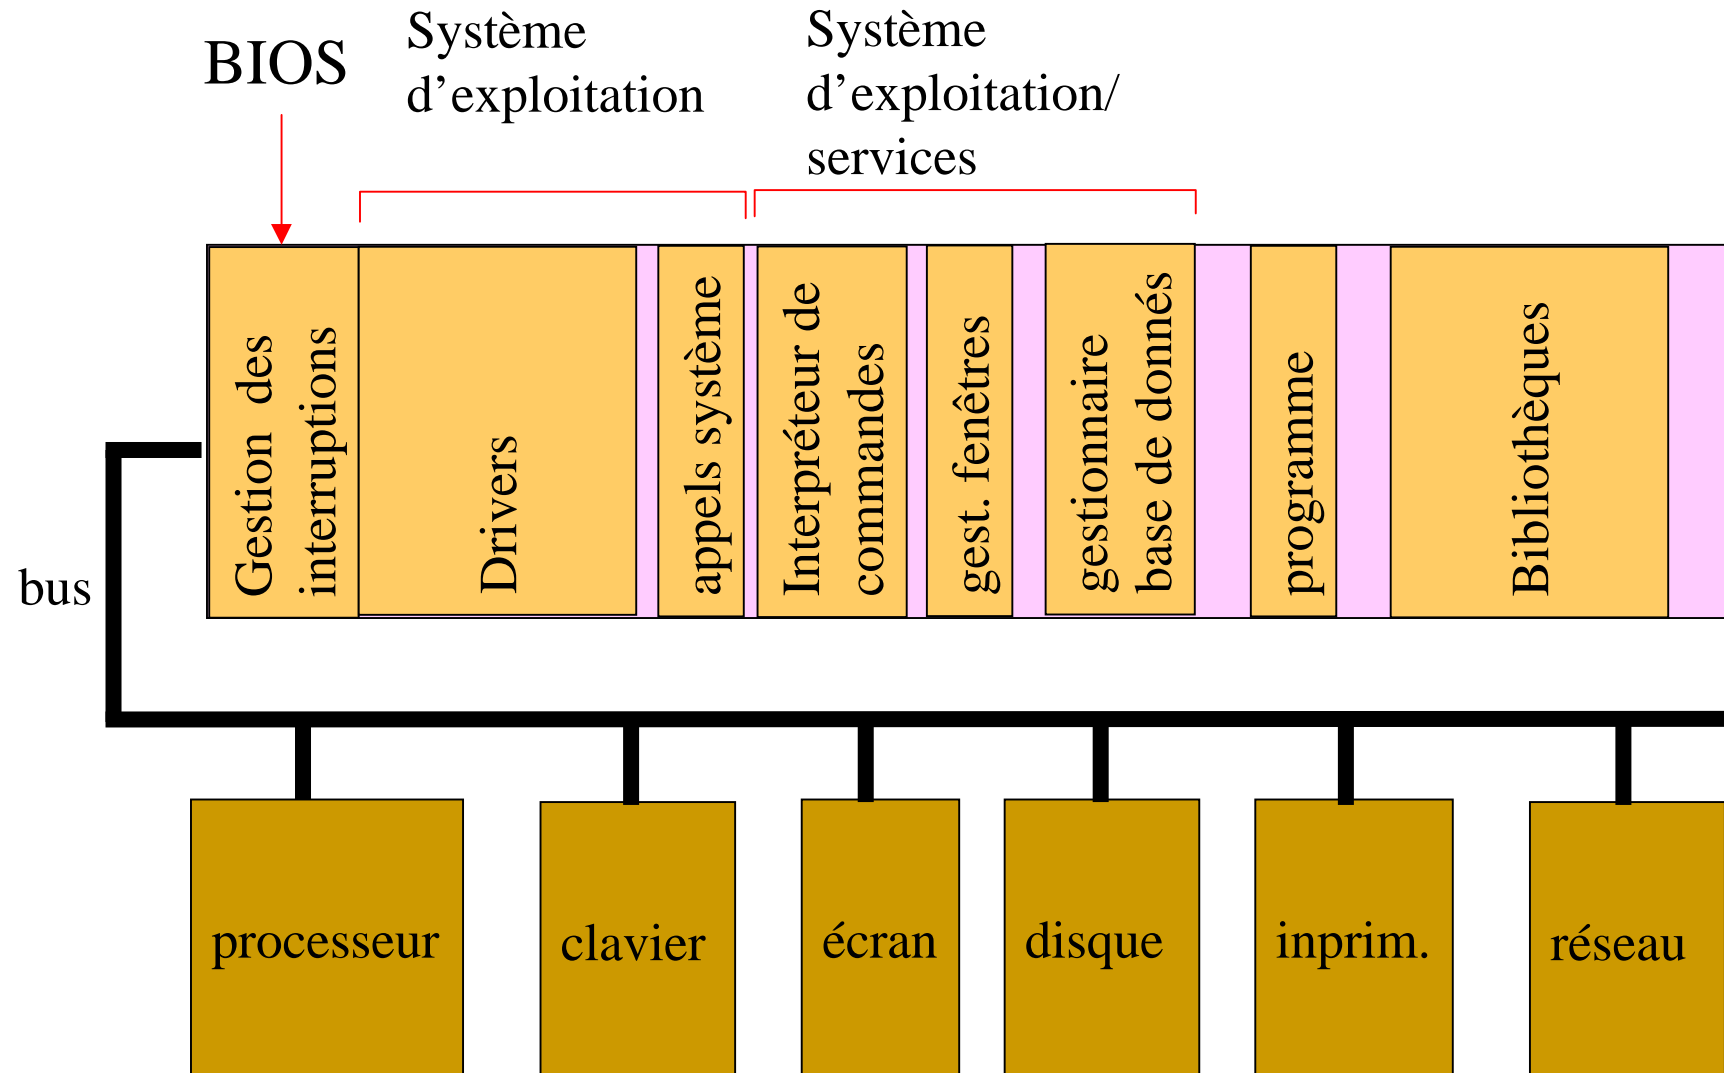 BIOS
Système
d’exploitation
Système
d’exploitation/
services
Gestion des
interruptions
Drivers
appels système
Interpréteur de
commandes
gest. fenêtres
gestionnaire
base de donnés
programme
Bibliothèques
bus
processeur
clavier
écran
disque
inprim.
réseau